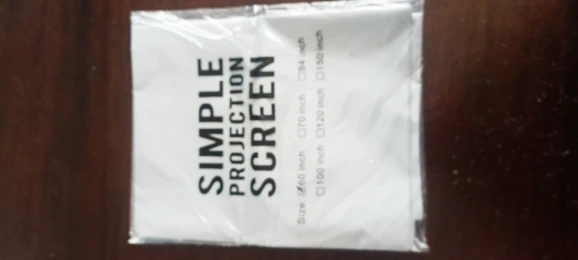 SIMPLE
PROJECTION
SCREEN
Size: ☑60 inch ☐70 inch ☐84 inch
☐100 inch ☐120 inch ☐150 inch